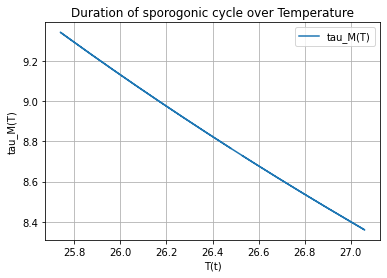 Duration of sporogonic cycle over Temperature
tau_M(T)
9.2
9.0
8.8
8.6
8.4
tau_M(T)
25.8 26.0 26.2 26.4 26.6 26.8 27.0
T(t)